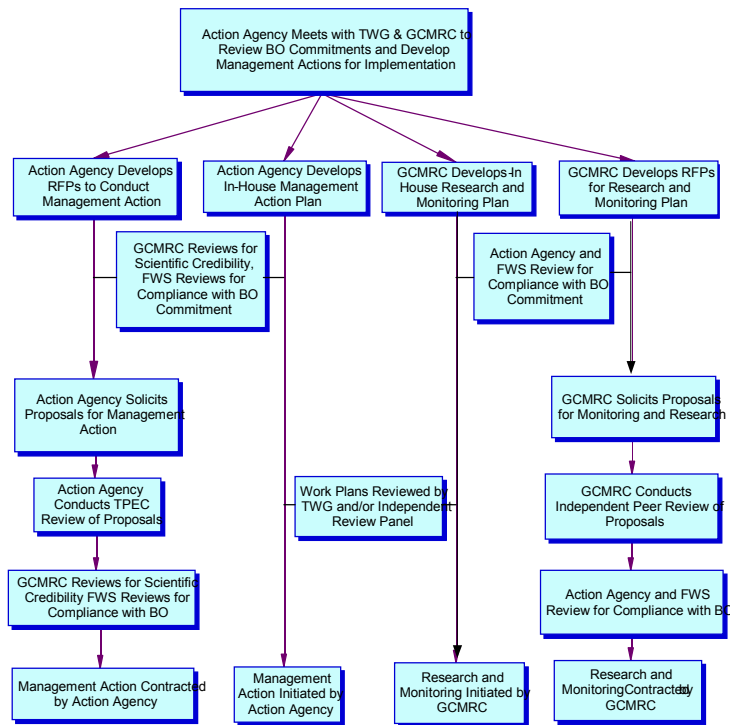 Action Agency Meets with TWG & GCMRC to
Review BO Commitments and Develop
Management Actions for Implementation
Action Agency Develops
RFPs to Conduct
Management Action
Action Agency Develops
In-House Management
Action Plan
GCMRC Develops-In
House Research and
Monitoring Plan
GCMRC Develops RFPs
for Research and
Monitoring Plan
GCMRC Reviews for
Scientific Credibility,
FWS Reviews for
Compliance with BO
Commitment
Action Agency and
FWS Review for
Compliance with BO
Commitment
Action Agency Solicits
Proposals for Management
Action
GCMRC Solicits Proposals
for Monitoring and Research
Action Agency
Conducts TPEC
Review of Proposals
Work Plans Reviewed by
TWG and/or Independent
Review Panel
GCMRC Conducts
Independent Peer Review of
Proposals
GCMRC Reviews for Scientific
Credibility FWS Reviews for
Compliance with BO
Action Agency and FWS
Review for Compliance with BO
Management Action Contracted
by Action Agency
Management
Action Initiated by
Action Agency
Research and
Monitoring Initiated by
GCMRC
Research and
MonitoringContracted by
GCMRC